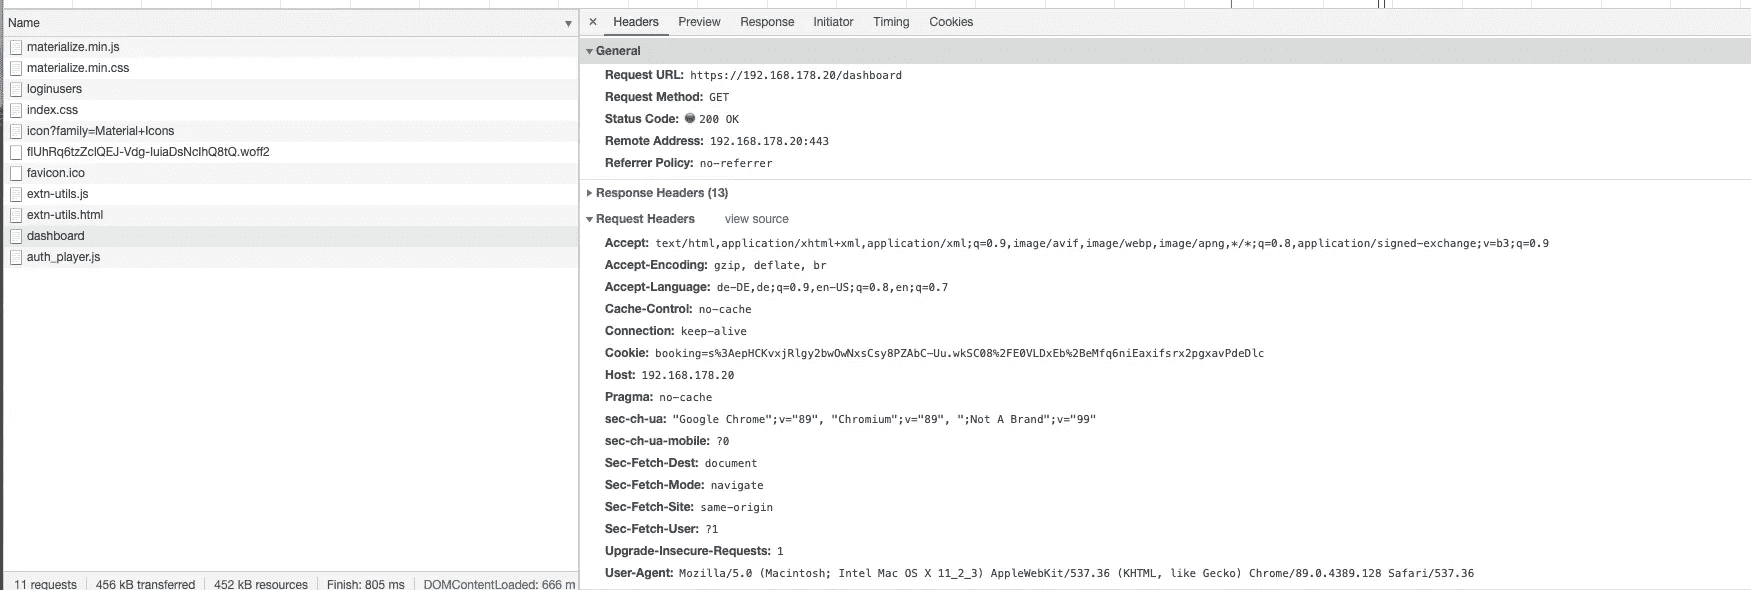 Name
materialize.min.js
materialize.min.css
loginusers
index.css
icon?family=Material+Icons
flUhRq6tzZclQEJ-Vdg-IuiaDsNcIhQ8tQ.woff2
favicon.ico
extn-utils.js
extn-utils.html
dashboard
auth_player.js
11 requests 456 kB transferred 452 kB resources Finish: 805 ms DOMContentLoaded: 666 m
× Headers Preview Response Initiator Timing Cookies
General
Request URL: https://192.168.178.20/dashboard
Request Method: GET
Status Code: 200 OK
Remote Address: 192.168.178.20:443
Referrer Policy: no-referrer
Response Headers (13)
Request Headers view source
Accept: text/html,application/xhtml+xml,application/xml;q=0.9,image/avif,image/webp,image/apng,*/*;q=0.8,application/signed-exchange;v=b3;q=0.9
Accept-Encoding: gzip, deflate, br
Accept-Language: de-DE,de;q=0.9,en-US;q=0.8,en;q=0.7
Cache-Control: no-cache
Connection: keep-alive
Cookie: booking=s%3AepHCKvxjRlgy2bwOwNxsCsy8PZAbC-Uu.wkSC08%2FE0VLDxEb%2BeMfq6niEaxifsrx2pgxavPdeDlc
Host: 192.168.178.20
Pragma: no-cache
sec-ch-ua: "Google Chrome";v="89", "Chromium";v="89", ";Not A Brand";v="99"
sec-ch-ua-mobile: ?0
Sec-Fetch-Dest: document
Sec-Fetch-Mode: navigate
Sec-Fetch-Site: same-origin
Sec-Fetch-User: ?1
Upgrade-Insecure-Requests: 1
User-Agent: Mozilla/5.0 (Macintosh; Intel Mac OS X 11_2_3) AppleWebKit/537.36 (KHTML, like Gecko) Chrome/89.0.4389.128 Safari/537.36